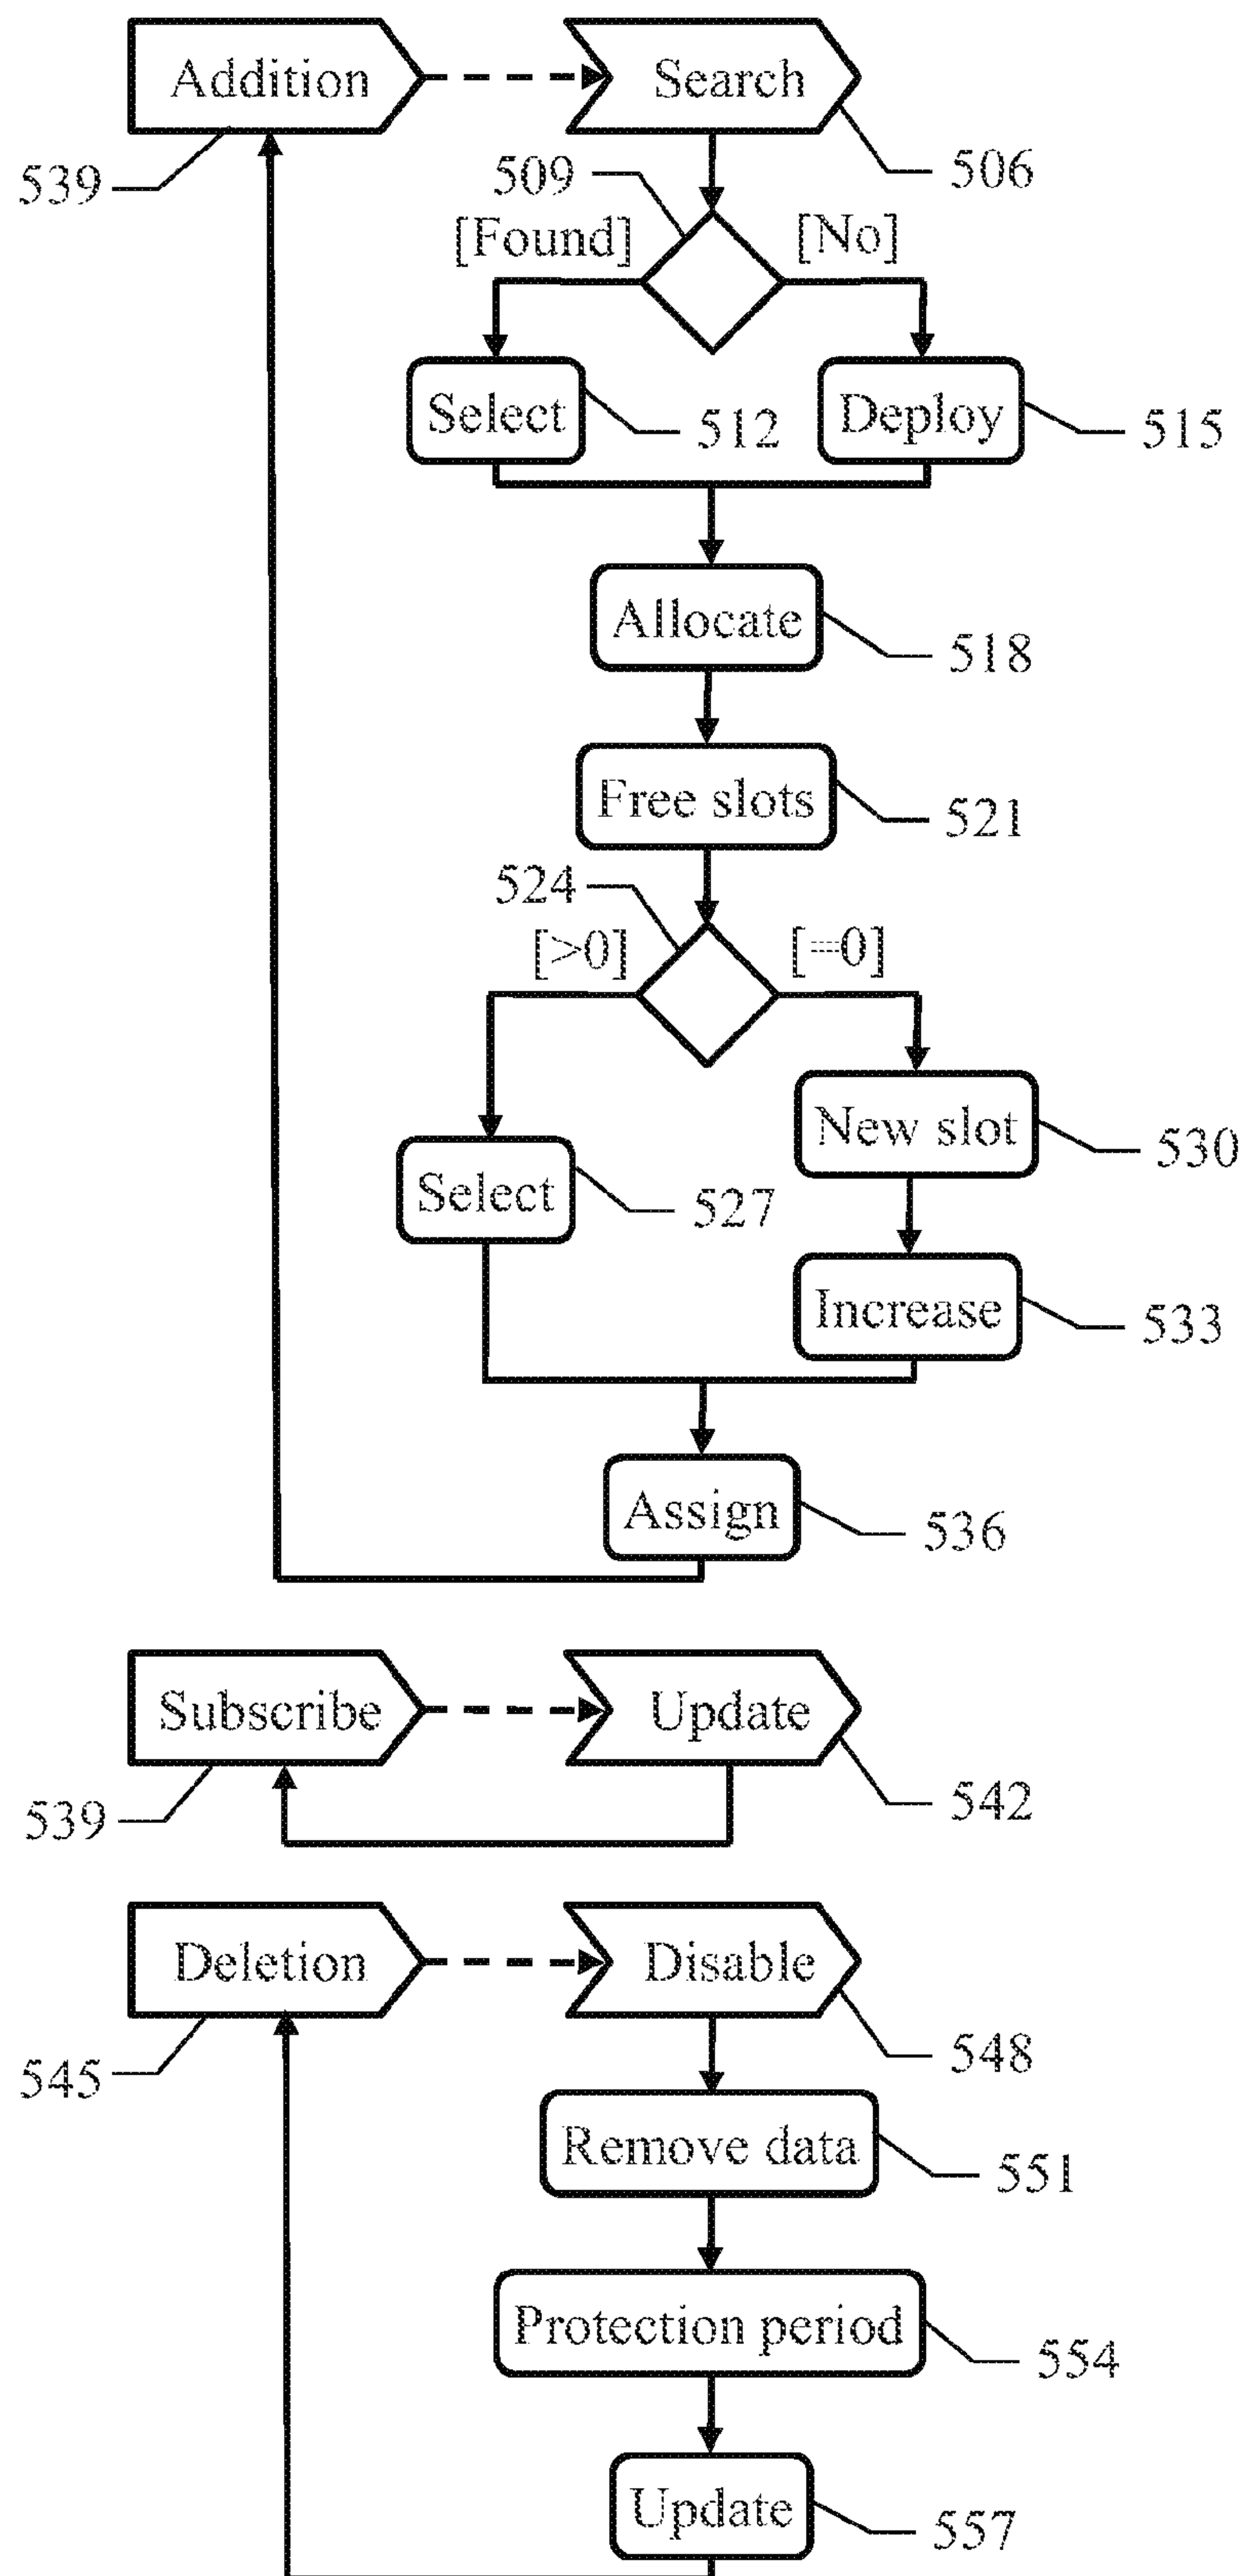 Addition
Search
539
506
509
[Found]
[No]
Select
512
Deploy
515
Allocate
518
Free slots
521
524
[>0]
[=0]
New slot
530
Select
527
Increase
533
Assign
536
Subscribe
Update
539
542
Deletion
Disable
545
548
Remove data
551
Protection period
554
Update
557